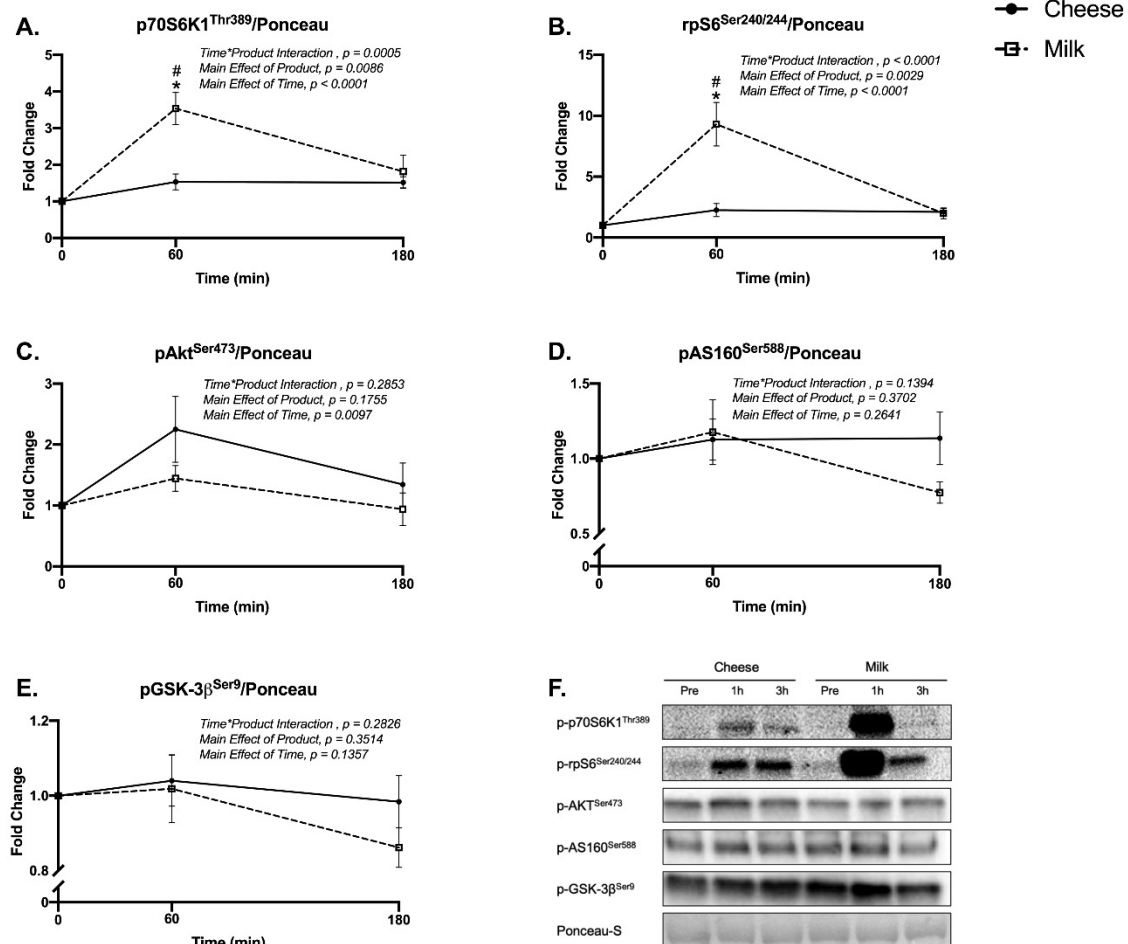 Cheese
Milk
A.
p70S6K1Thr389/Ponceau
Time*Product Interaction , p = 0.0005
Main Effect of Product, p = 0.0086
Main Effect of Time, p < 0.0001
#
*
Fold Change
5
4
3
2
1
0
0 60 180
Time (min)
B.
rpS6Ser240/244/Ponceau
Time*Product Interaction , p < 0.0001
Main Effect of Product, p = 0.0029
Main Effect of Time, p < 0.0001
#
*
Fold Change
15
10
5
0
0 60 180
Time (min)
C.
pAktSer473/Ponceau
Time*Product Interaction , p = 0.2853
Main Effect of Product, p = 0.1755
Main Effect of Time, p = 0.0097
Fold Change
3
2
1
0
0 60 180
Time (min)
D.
pAS160Ser588/Ponceau
Time*Product Interaction , p = 0.1394
Main Effect of Product, p = 0.3702
Main Effect of Time, p = 0.2641
Fold Change
1.5
1.0
0.5
0
0 60 180
Time (min)
E.
pGSK-3βSer9/Ponceau
Time*Product Interaction , p = 0.2826
Main Effect of Product, p = 0.3514
Main Effect of Time, p = 0.1357
Fold Change
1.2
1.0
0.8
0
0 60 180
Time (min)
F.
Cheese Milk
Pre 1h 3h Pre 1h 3h
p-p70S6K1Thr389
p-rpS6Ser240/244
p-AKTSer473
p-AS160Ser588
p-GSK-3βSer9
Ponceau-S